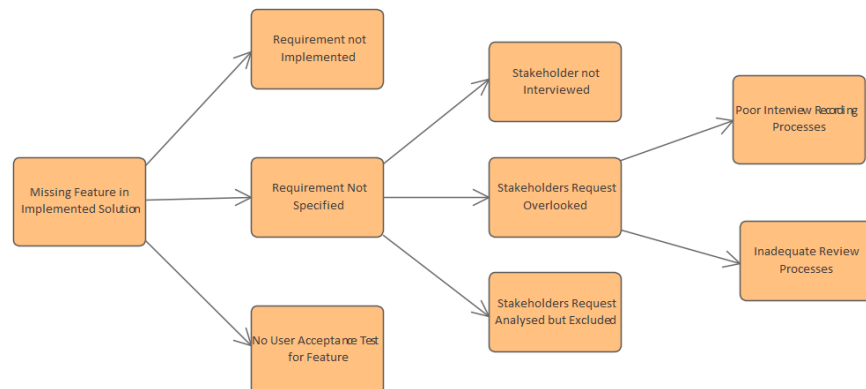 Requirement not
Implemented
Stakeholder not
Interviewed
Poor Interview Recording
Processes
Missing Feature in
Implemented Solution
Requirement Not
Specified
Stakeholders Request
Overlooked
Inadequate Review
Processes
Stakeholders Request
Analysed but Excluded
No User Acceptance Test
for Feature